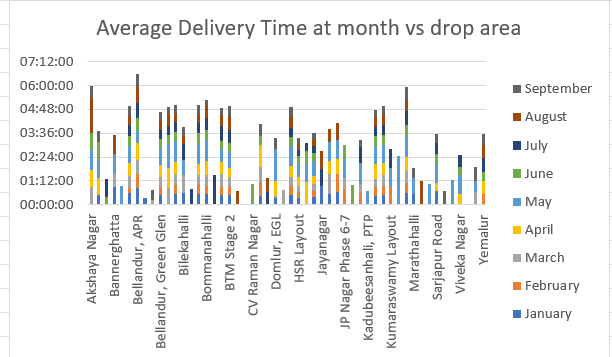 Average Delivery Time at month vs drop area
07:12:00
06:00:00
04:48:00
03:36:00
02:24:00
01:12:00
00:00:00
Akshaya Nagar
Bannerghatta
Bellandur, APR
Bellandur, Green Glen
Bilekahalli
Bommanahalli
BTM Stage 2
CV Raman Nagar
Domlur, EGL
HSR Layout
Jayanagar
JP Nagar Phase 6-7
Kadubeesanhali, PTP
Kumaraswamy Layout
Marathahalli
Sarjapur Road
Viveka Nagar
Yemalur
September
August
July
June
May
April
March
February
January